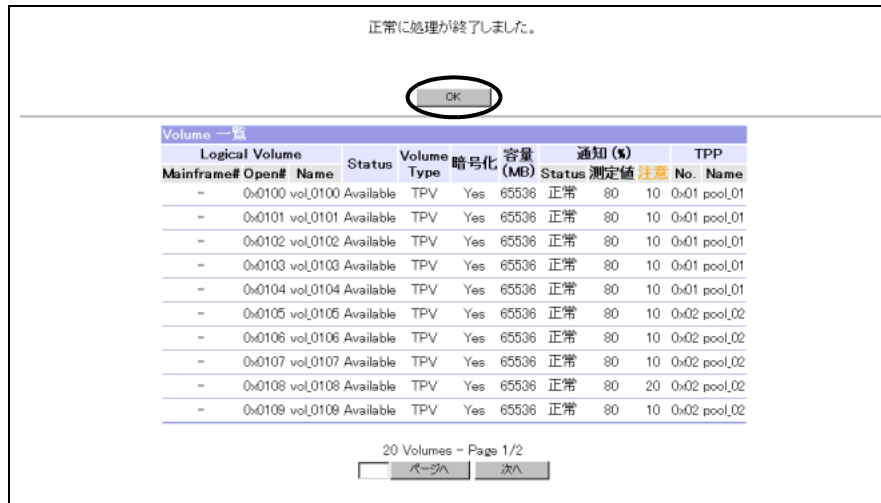 正常に処理が終了しました。
OK
Volume 一覧
Logical Volume Status Volume Type 暗号化 容量 (MB) 通知 (%) TPP
Mainframe# Open# Name Status 測定値 注意 No. Name
- 0x0100 vol_0100 Available TPV Yes 65536 正常 80 10 0x01 pool_01
- 0x0101 vol_0101 Available TPV Yes 65536 正常 80 10 0x01 pool_01
- 0x0102 vol_0102 Available TPV Yes 65536 正常 80 10 0x01 pool_01
- 0x0103 vol_0103 Available TPV Yes 65536 正常 80 10 0x01 pool_01
- 0x0104 vol_0104 Available TPV Yes 65536 正常 80 10 0x01 pool_01
- 0x0105 vol_0105 Available TPV Yes 65536 正常 80 10 0x02 pool_02
- 0x0106 vol_0106 Available TPV Yes 65536 正常 80 10 0x02 pool_02
- 0x0107 vol_0107 Available TPV Yes 65536 正常 80 10 0x02 pool_02
- 0x0108 vol_0108 Available TPV Yes 65536 正常 80 20 0x02 pool_02
- 0x0109 vol_0109 Available TPV Yes 65536 正常 80 10 0x02 pool_02
20 Volumes - Page 1/2
ページへ 次へ